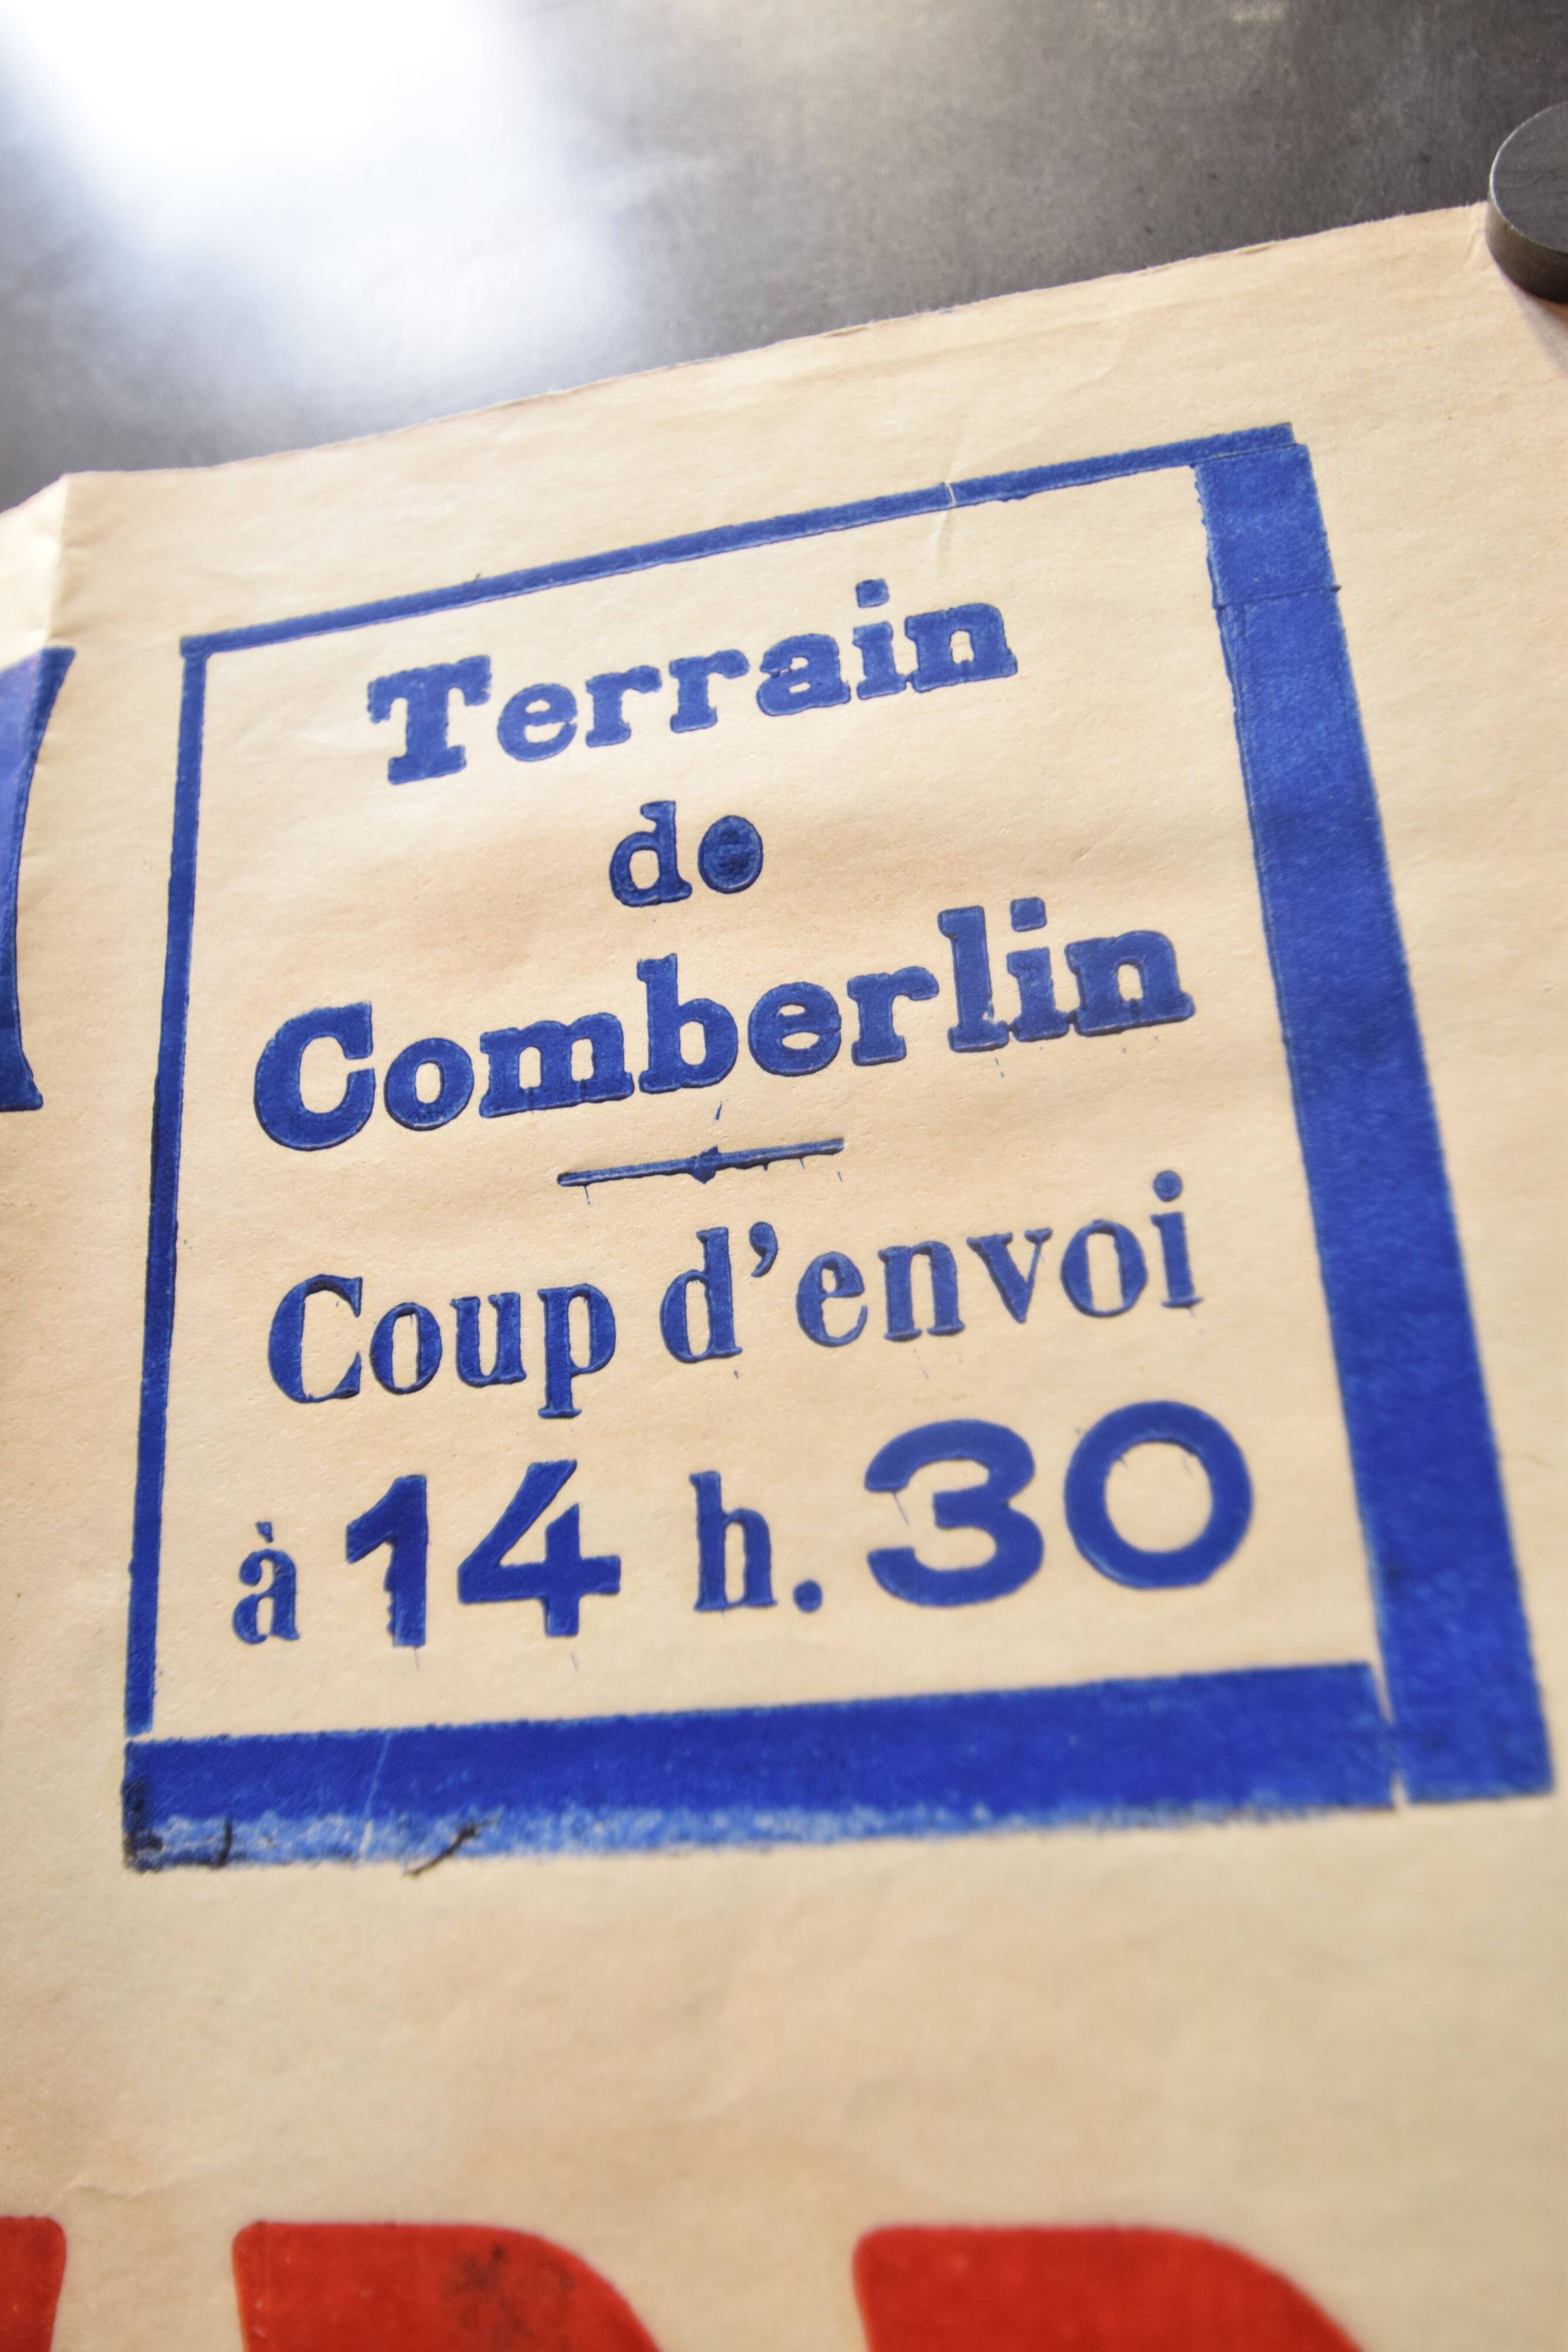 Terrain
de
Comberlin
Coup d'envoi
à 14 h. 30